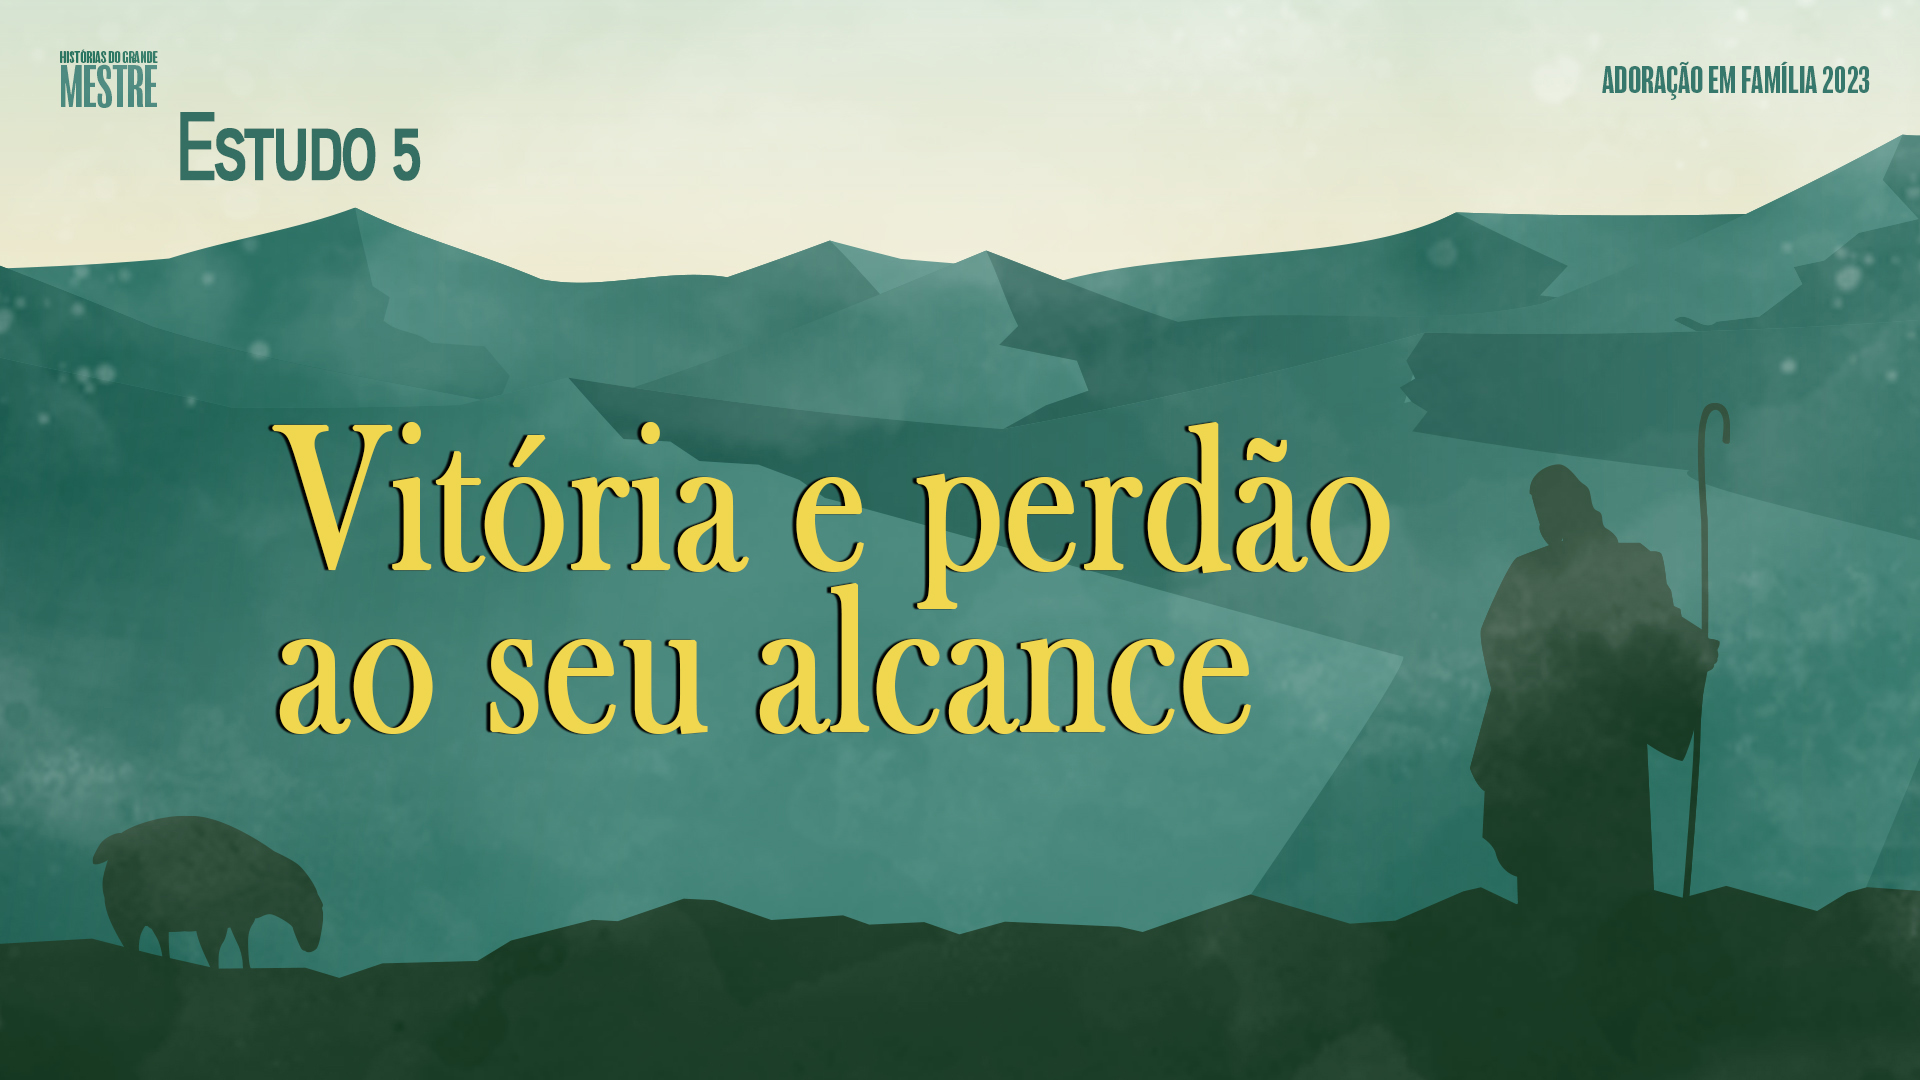 HISTÓRIAS DO GRANDE
MESTRE
ADORAÇÃO EM FAMÍLIA 2023
ESTUDO 5
Vitória e perdão
ao seu alcance